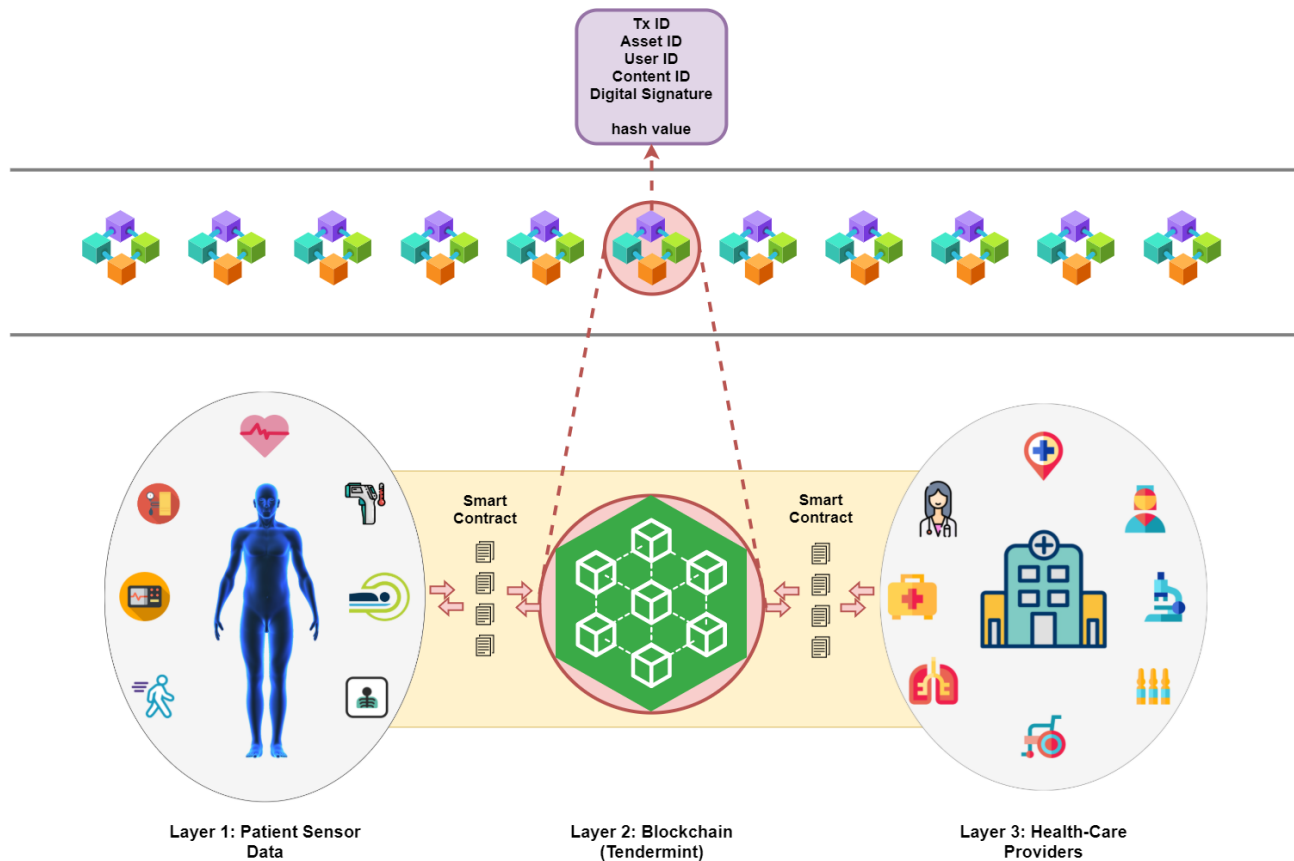 Tx ID
Asset ID
User ID
Content ID
Digital Signature
hash value
Smart
Contract
Smart
Contract
Layer 1: Patient Sensor
Data
Layer 2: Blockchain
(Tendermint)
Layer 3: Health-Care
Providers